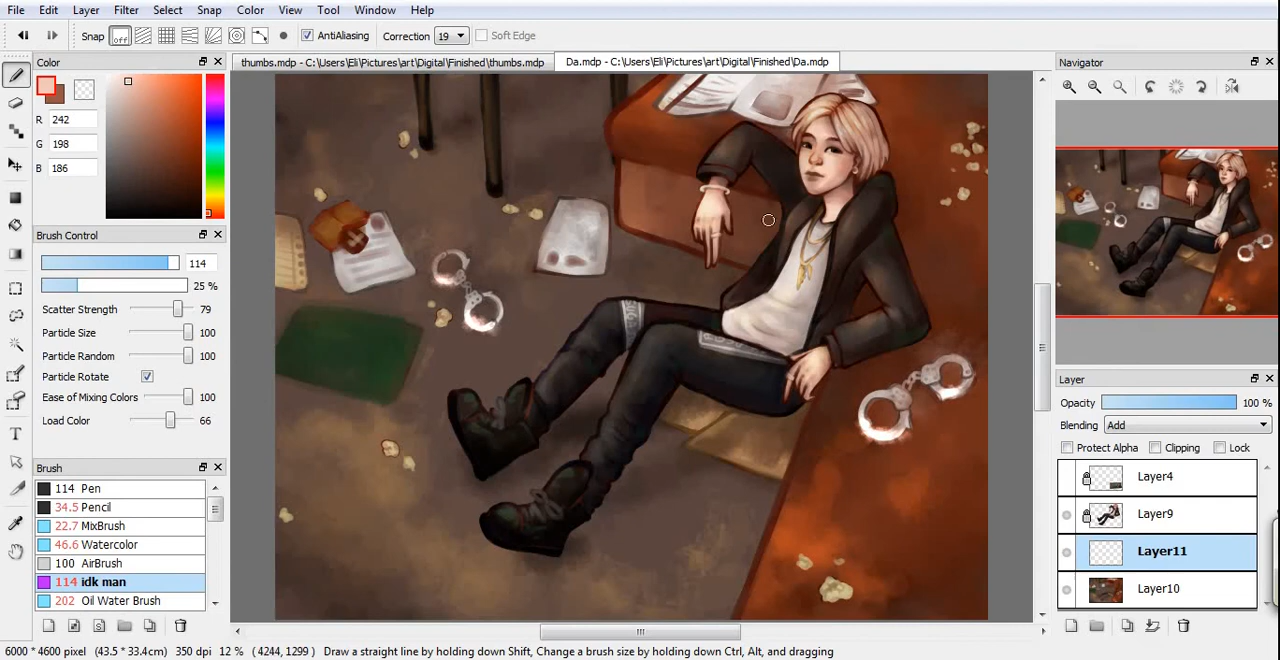 File Edit Layer Filter Select Snap Color View Tool Window Help
Snap off AntiAliasing Correction 19 Soft Edge
Color
thumbs.mdp - C:\Users\Eli\Pictures\art\Digital\Finished\thumbs.mdp
Da.mdp - C:\Users\Eli\Pictures\art\Digital\Finished\Da.mdp
Navigator
R 242
G 198
B 186
Brush Control
114
25 %
Scatter Strength 79
Particle Size 100
Particle Random 100
Particle Rotate
Ease of Mixing Colors 100
Load Color 66
Brush
114 Pen
34.5 Pencil
22.7 MixBrush
46.6 Watercolor
100 AirBrush
114 idk man
202 Oil Water Brush
Layer
Opacity 100 %
Blending Add
Protect Alpha Clipping Lock
Layer4
Layer9
Layer11
Layer10
6000 * 4600 pixel (43.5 * 33.4cm) 350 dpi 12 % ( 4244, 1299 ) Draw a straight line by holding down Shift, Change a brush size by holding down Ctrl, Alt, and dragging